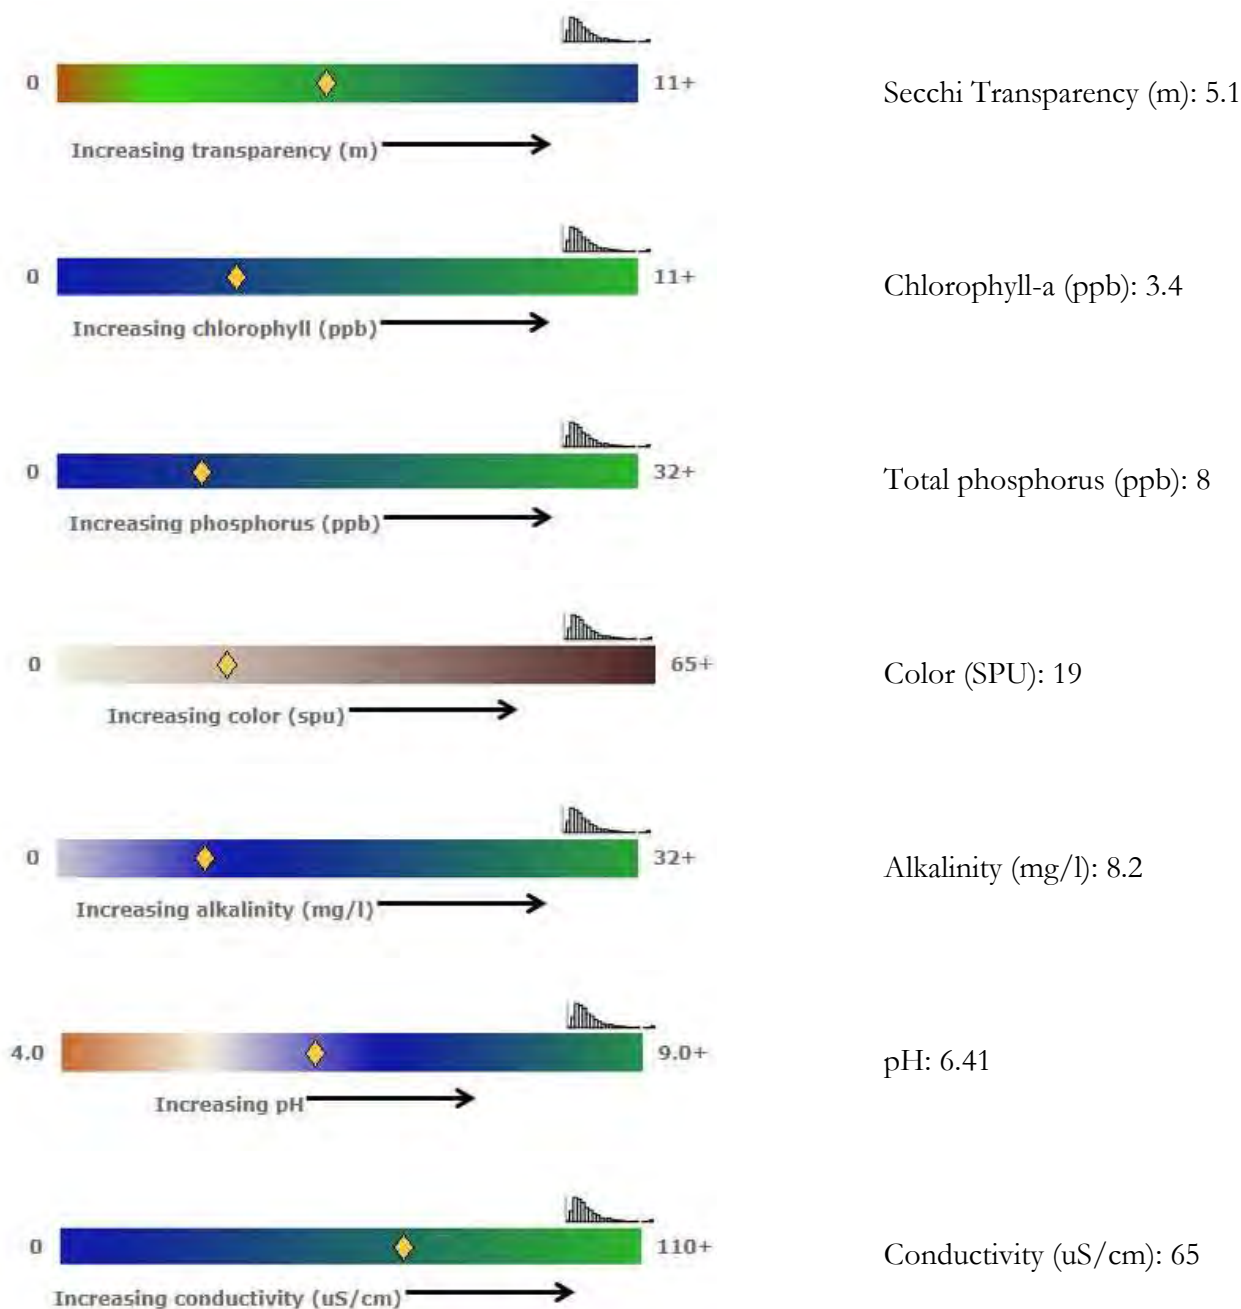 0 11+ Secchi Transparency (m): 5.1
Increasing transparency (m)
0 11+ Chlorophyll-a (ppb): 3.4
Increasing chlorophyll (ppb)
0 32+ Total phosphorus (ppb): 8
Increasing phosphorus (ppb)
0 65+ Color (SPU): 19
Increasing color (spu)
0 32+ Alkalinity (mg/l): 8.2
Increasing alkalinity (mg/l)
4.0 9.0+ pH: 6.41
Increasing pH
0 110+ Conductivity (uS/cm): 65
Increasing conductivity (uS/cm)